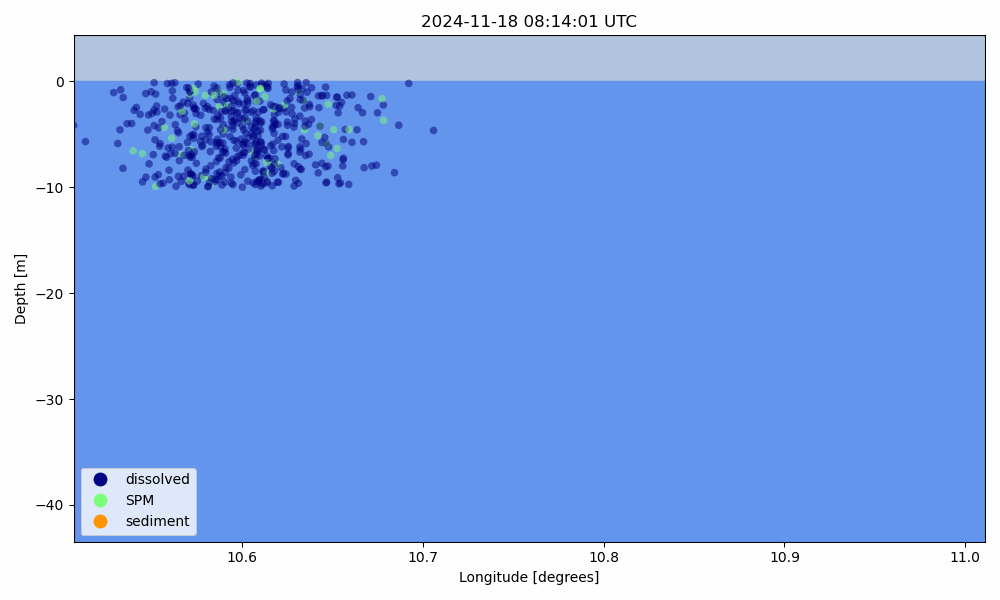 2024-11-18 08:14:01 UTC
0
−10
−20
−30
−40
Depth [m]
dissolved
SPM
sediment
10.6 10.7 10.8 10.9 11.0
Longitude [degrees]